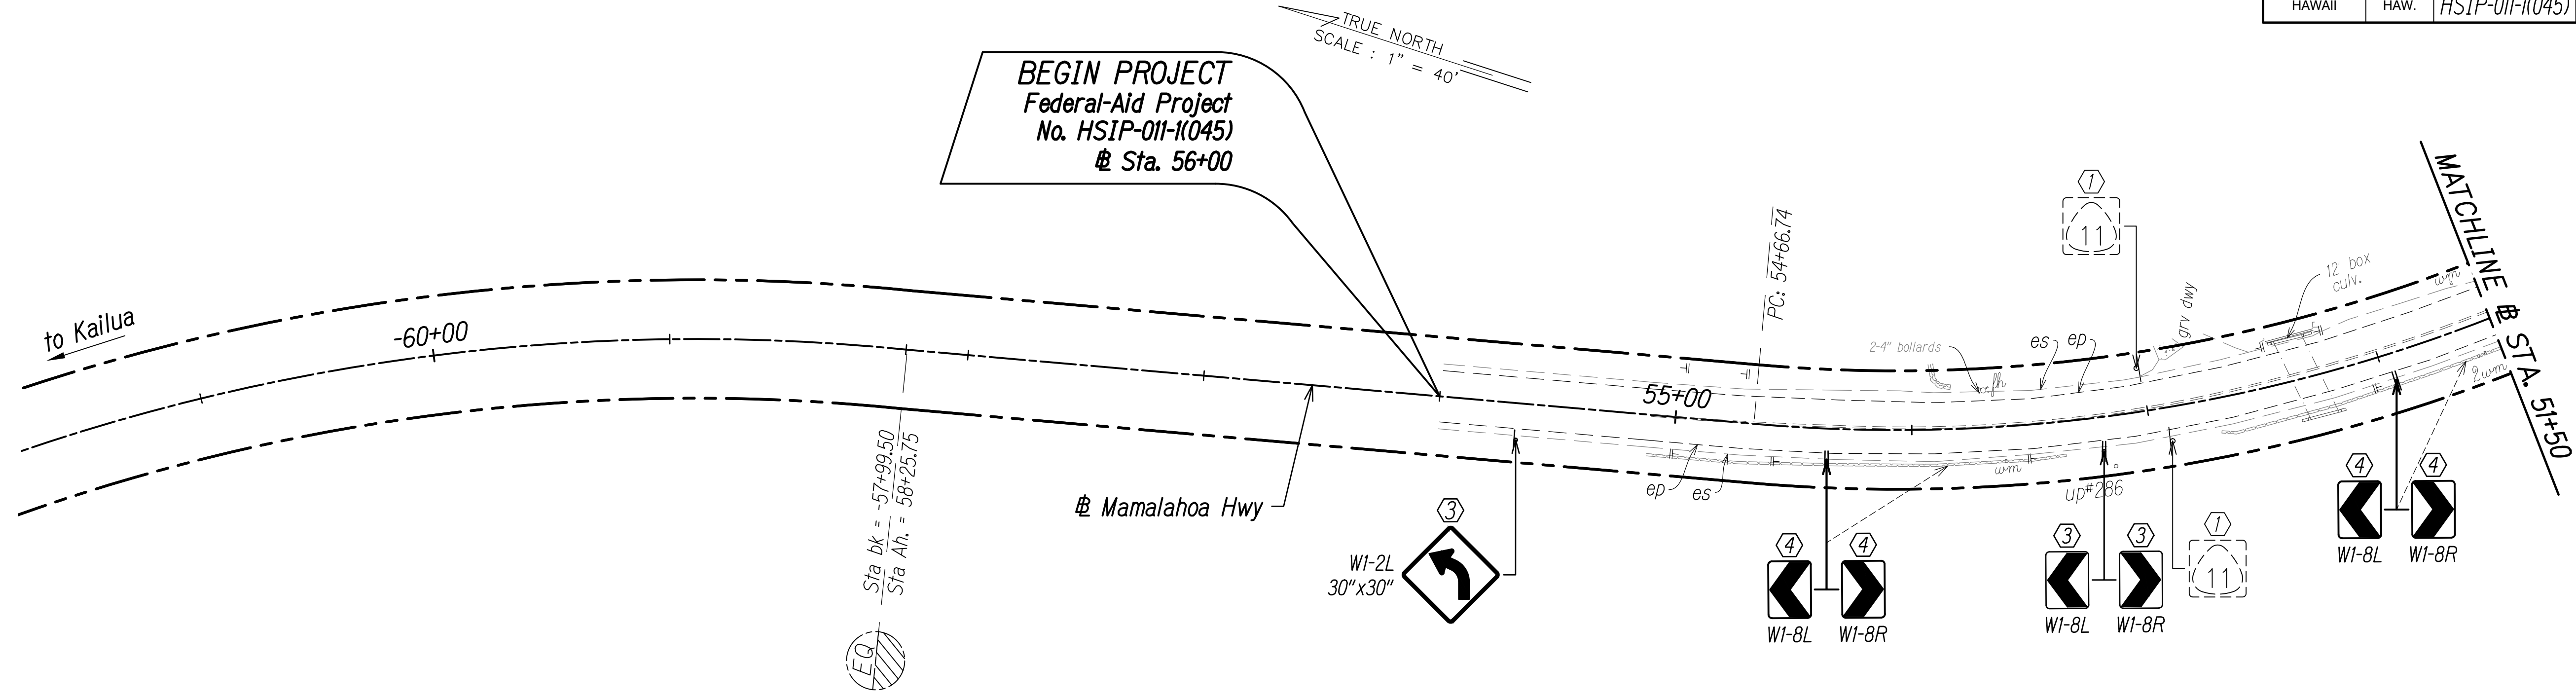 HAWAII HAW. HSIP-011-1(045)
TRUE NORTH
SCALE : 1" = 40'
BEGIN PROJECT
Federal-Aid Project
No. HSIP-011-1(045)
℄ Sta. 56+00
MATCHLINE ℄ STA. 51+50
to Kailua
-60+00
Sta bk = -57+99.50
Sta Ah. = 58+25.75
EQ
℄ Mamalahoa Hwy
PC: 54+66.74
55+00
2-4" bollards
fh
es
ep
1
11
grv dwy
12' box
culv.
wm
2wm
ep
es
wm
up#286
3
W1-2L
30"x30"
4
4
W1-8L
W1-8R
3
3
W1-8L
W1-8R
1
11
4
4
W1-8L
W1-8R